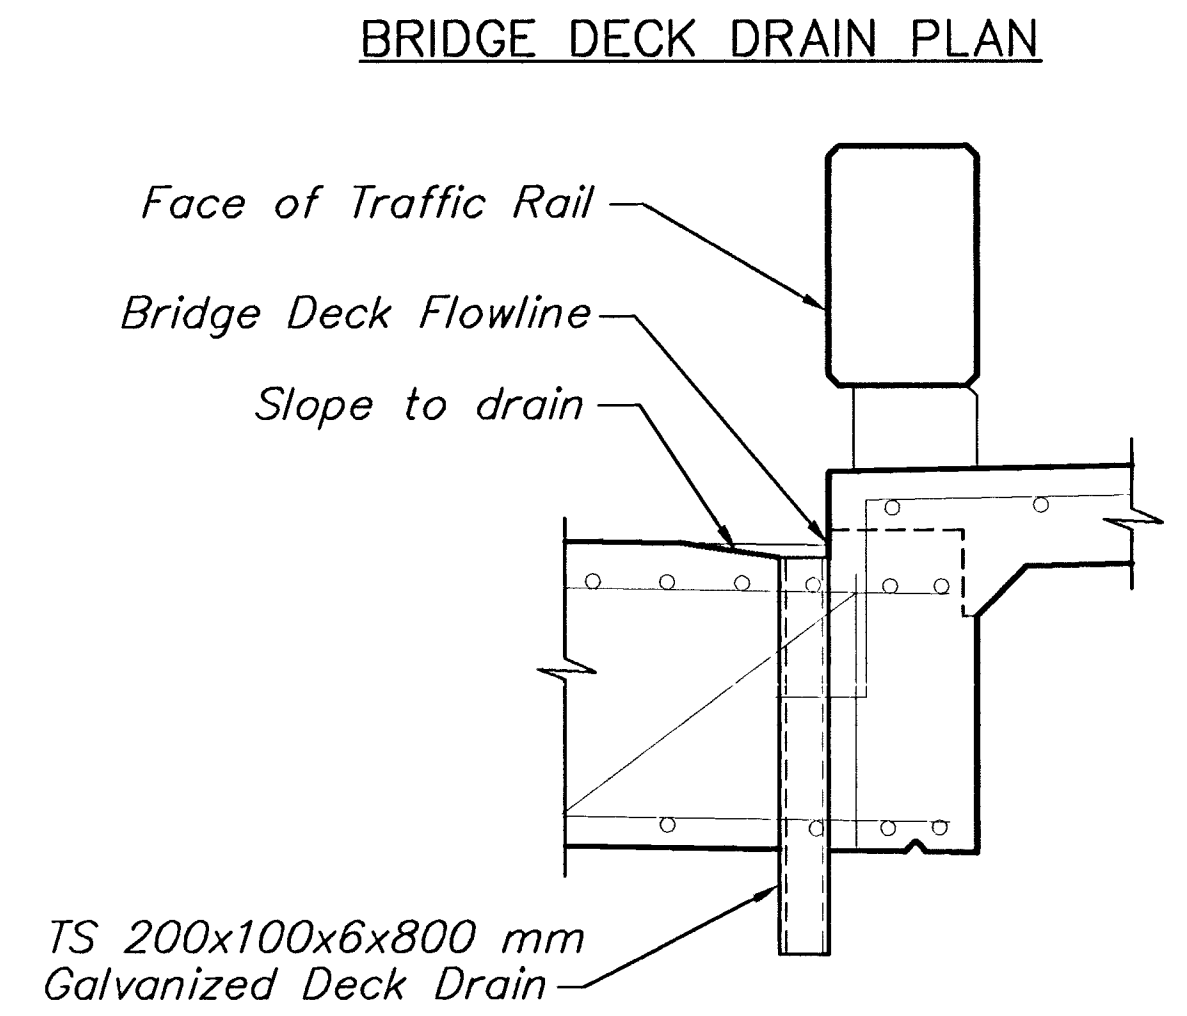 BRIDGE DECK DRAIN PLAN
Face of Traffic Rail
Bridge Deck Flowline
Slope to drain
TS 200x100x6x800 mm
Galvanized Deck Drain